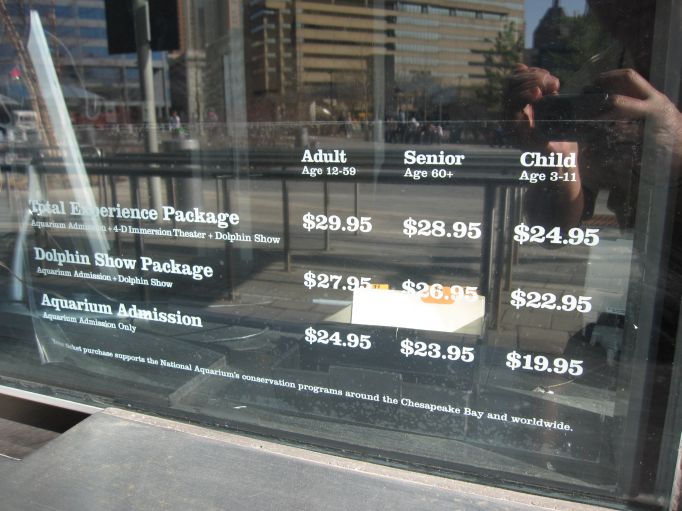 Adult Senior Child
Age 12-59 Age 60+ Age 3-11
Total Experience Package $29.95 $28.95 $24.95
Aquarium Admission + 4-D Immersion Theater + Dolphin Show
Dolphin Show Package $27.95 $26.95 $22.95
Aquarium Admission + Dolphin Show
Aquarium Admission $24.95 $23.95 $19.95
Aquarium Admission Only
ticket purchase supports the National Aquarium's conservation programs around the Chesapeake Bay and worldwide.